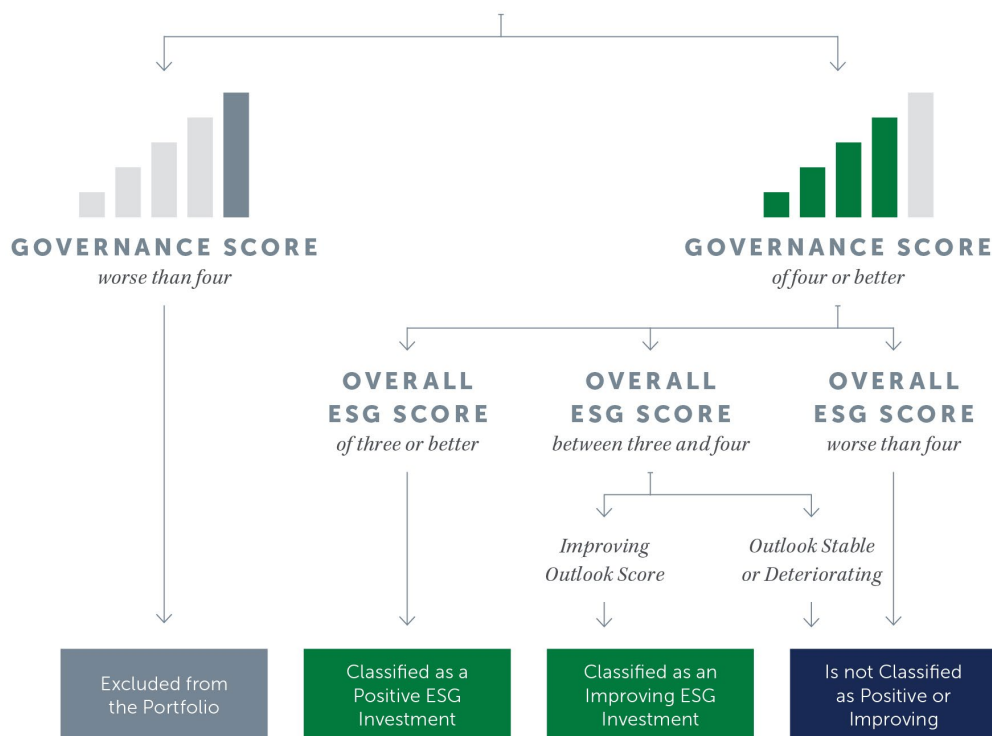 GOVERNANCE SCORE
worse than four
GOVERNANCE SCORE
of four or better
OVERALL
ESG SCORE
of three or better
OVERALL
ESG SCORE
between three and four
OVERALL
ESG SCORE
worse than four
Improving
Outlook Score
Outlook Stable
or Deteriorating
Excluded from
the Portfolio
Classified as a
Positive ESG
Investment
Classified as an
Improving ESG
Investment
Is not Classified
as Positive or
Improving